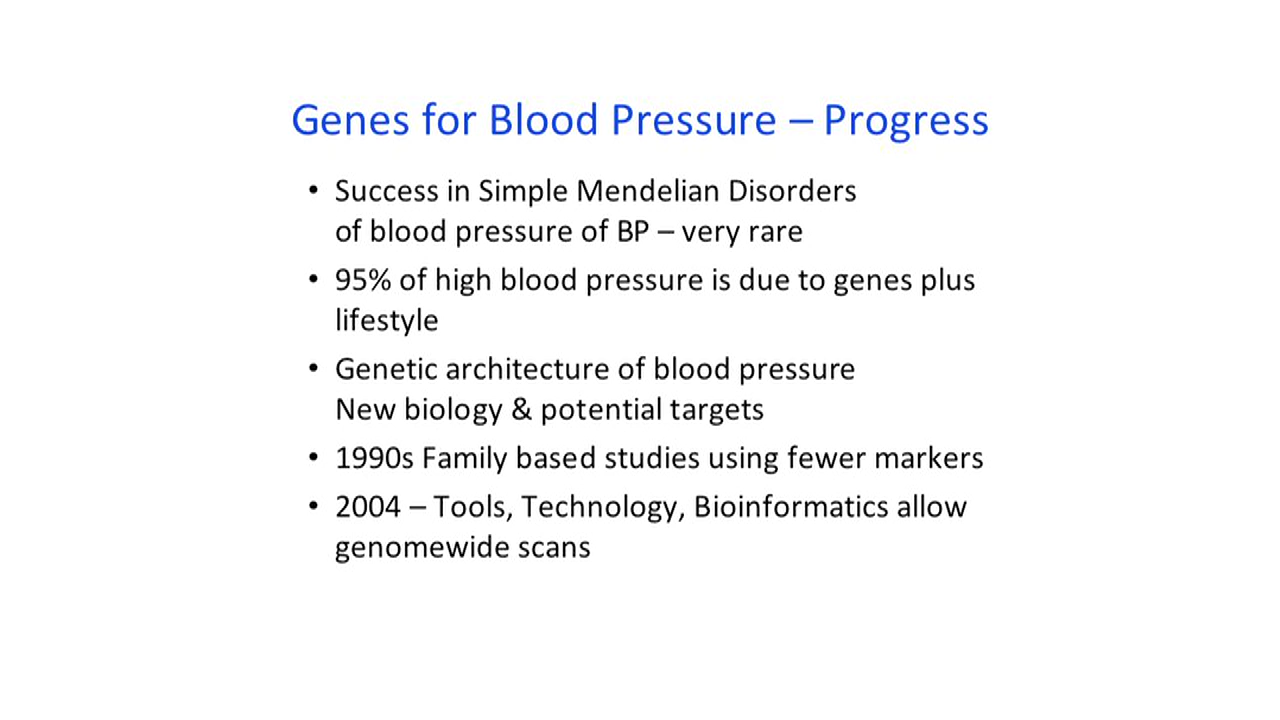 Genes for Blood Pressure – Progress
• Success in Simple Mendelian Disorders
of blood pressure of BP – very rare
• 95% of high blood pressure is due to genes plus
lifestyle
• Genetic architecture of blood pressure
New biology & potential targets
• 1990s Family based studies using fewer markers
• 2004 – Tools, Technology, Bioinformatics allow
genomewide scans